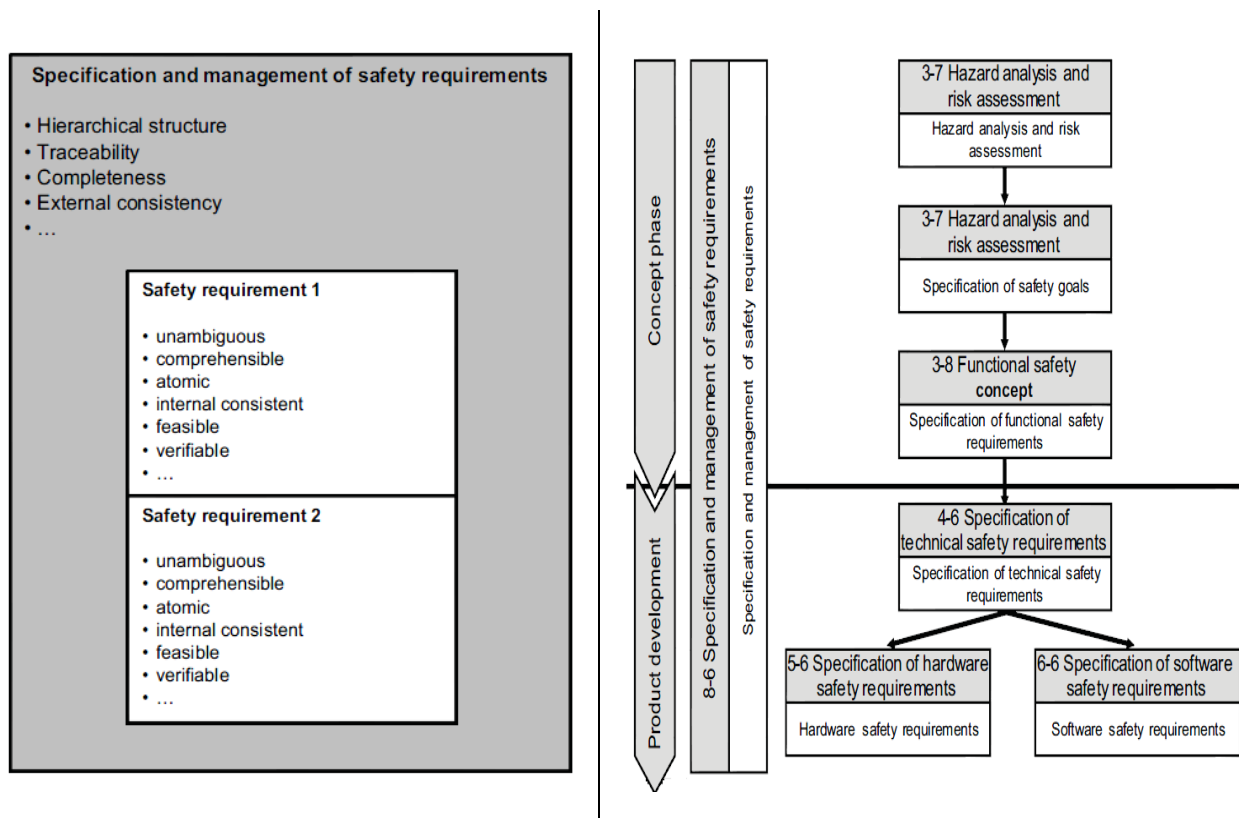 Specification and management of safety requirements
• Hierarchical structure
• Traceability
• Completeness
• External consistency
• …
Safety requirement 1
• unambiguous
• comprehensible
• atomic
• internal consistent
• feasible
• verifiable
• …
Safety requirement 2
• unambiguous
• comprehensible
• atomic
• internal consistent
• feasible
• verifiable
• …
Concept phase
Product development
8-6 Specification and management of safety requirements
Specification and management of safety requirements
3-7 Hazard analysis and
risk assessment
Hazard analysis and risk
assessment
3-7 Hazard analysis and
risk assessment
Specification of safety goals
3-8 Functional safety
concept
Specification of functional safety
requirements
4-6 Specification of
technical safety requirements
Specification of technical safety
requirements
5-6 Specification of hardware
safety requirements
Hardware safety requirements
6-6 Specification of software
safety requirements
Software safety requirements